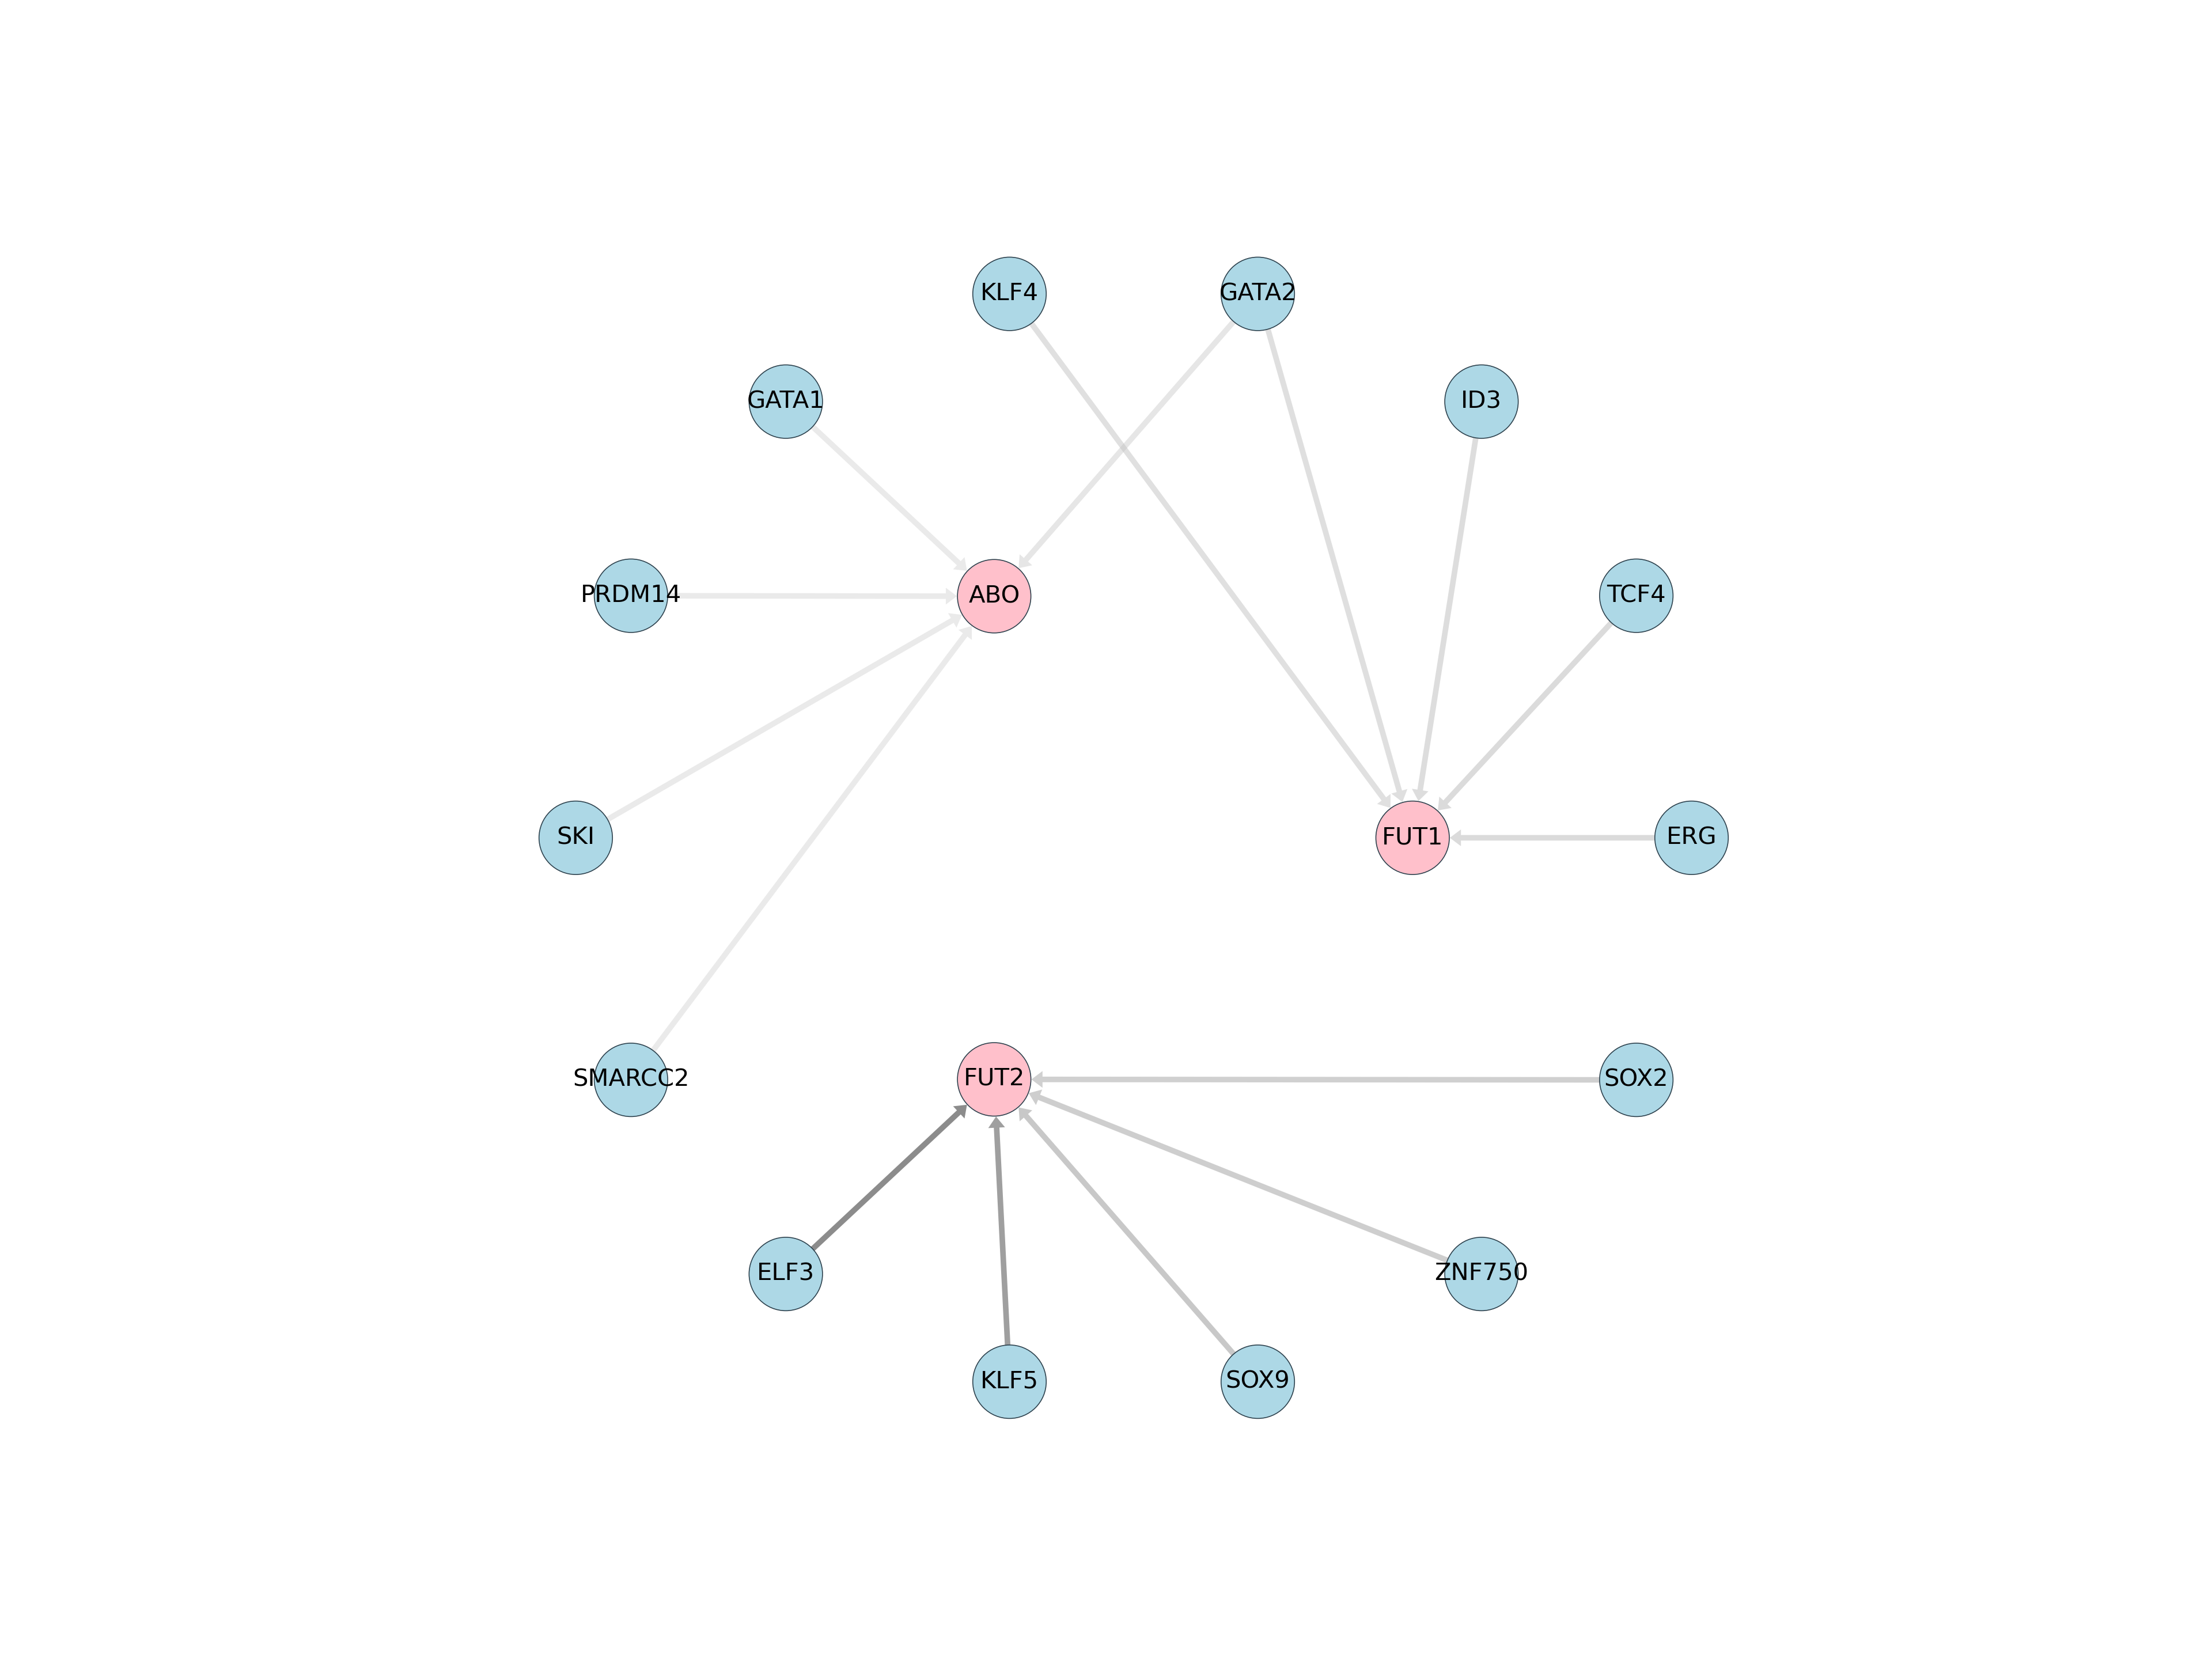 KLF4
GATA2
GATA1
ID3
PRDM14
ABO
TCF4
SKI
FUT1
ERG
SMARCC2
FUT2
SOX2
ELF3
ZNF750
KLF5
SOX9